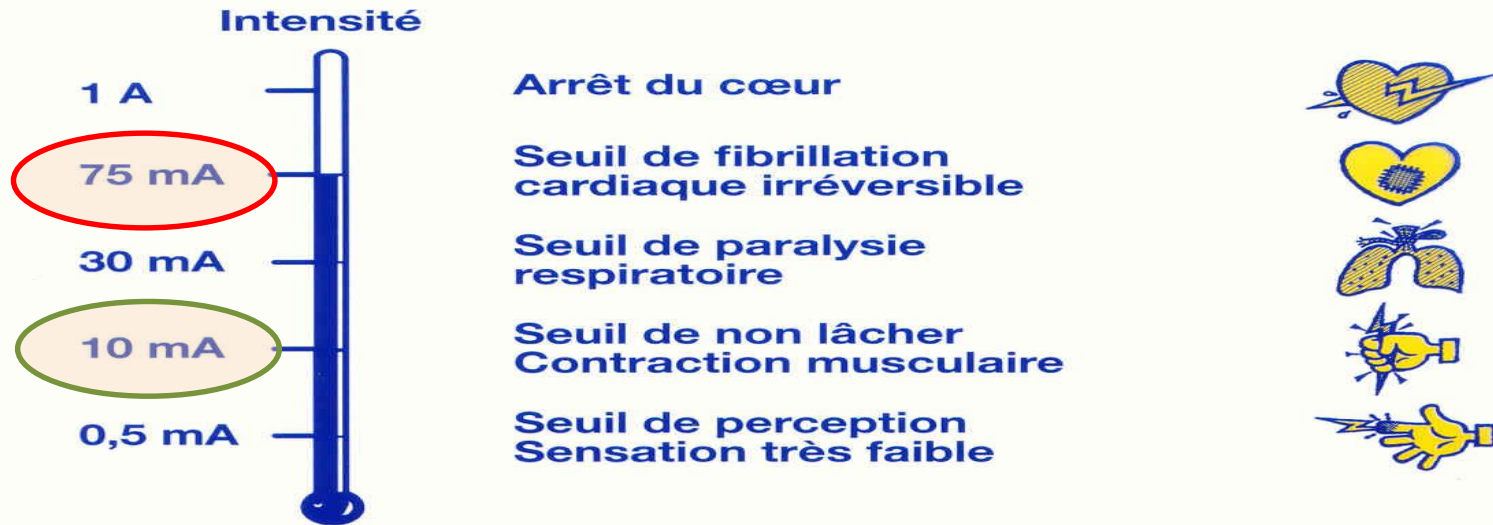 Intensité
1 A
Arrêt du cœur
75 mA
Seuil de fibrillation
cardiaque irréversible
30 mA
Seuil de paralysie
respiratoire
10 mA
Seuil de non lâcher
Contraction musculaire
0,5 mA
Seuil de perception
Sensation très faible